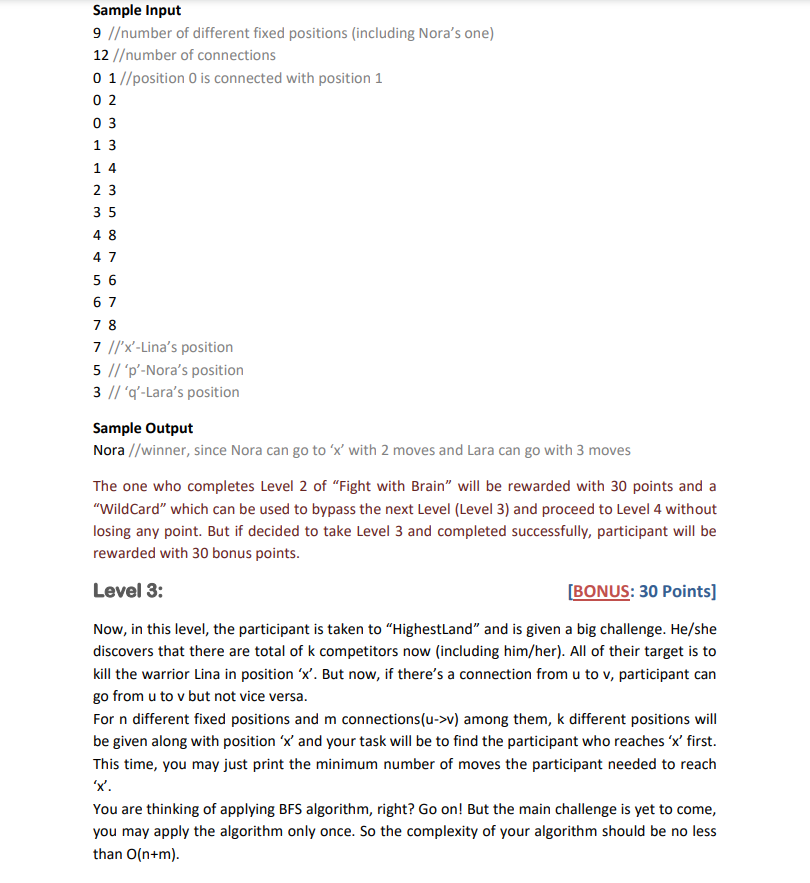 Sample Input
9 //number of different fixed positions (including Nora's one)
12 //number of connections
0 1 //position 0 is connected with position 1
0 2
0 3
1 3
1 4
2 3
3 5
4 8
4 7
5 6
6 7
7 8
7 //'x'-Lina's position
5 // 'p'-Nora's position
3 // 'q'-Lara's position
Sample Output
Nora //winner, since Nora can go to 'x' with 2 moves and Lara can go with 3 moves
The one who completes Level 2 of "Fight with Brain" will be rewarded with 30 points and a
"WildCard" which can be used to bypass the next Level (Level 3) and proceed to Level 4 without
losing any point. But if decided to take Level 3 and completed successfully, participant will be
rewarded with 30 bonus points.
Level 3: [BONUS: 30 Points]
Now, in this level, the participant is taken to "HighestLand" and is given a big challenge. He/she
discovers that there are total of k competitors now (including him/her). All of their target is to
kill the warrior Lina in position 'x'. But now, if there's a connection from u to v, participant can
go from u to v but not vice versa.
For n different fixed positions and m connections(u->v) among them, k different positions will
be given along with position 'x' and your task will be to find the participant who reaches 'x' first.
This time, you may just print the minimum number of moves the participant needed to reach
'x'.
You are thinking of applying BFS algorithm, right? Go on! But the main challenge is yet to come,
you may apply the algorithm only once. So the complexity of your algorithm should be no less
than O(n+m).